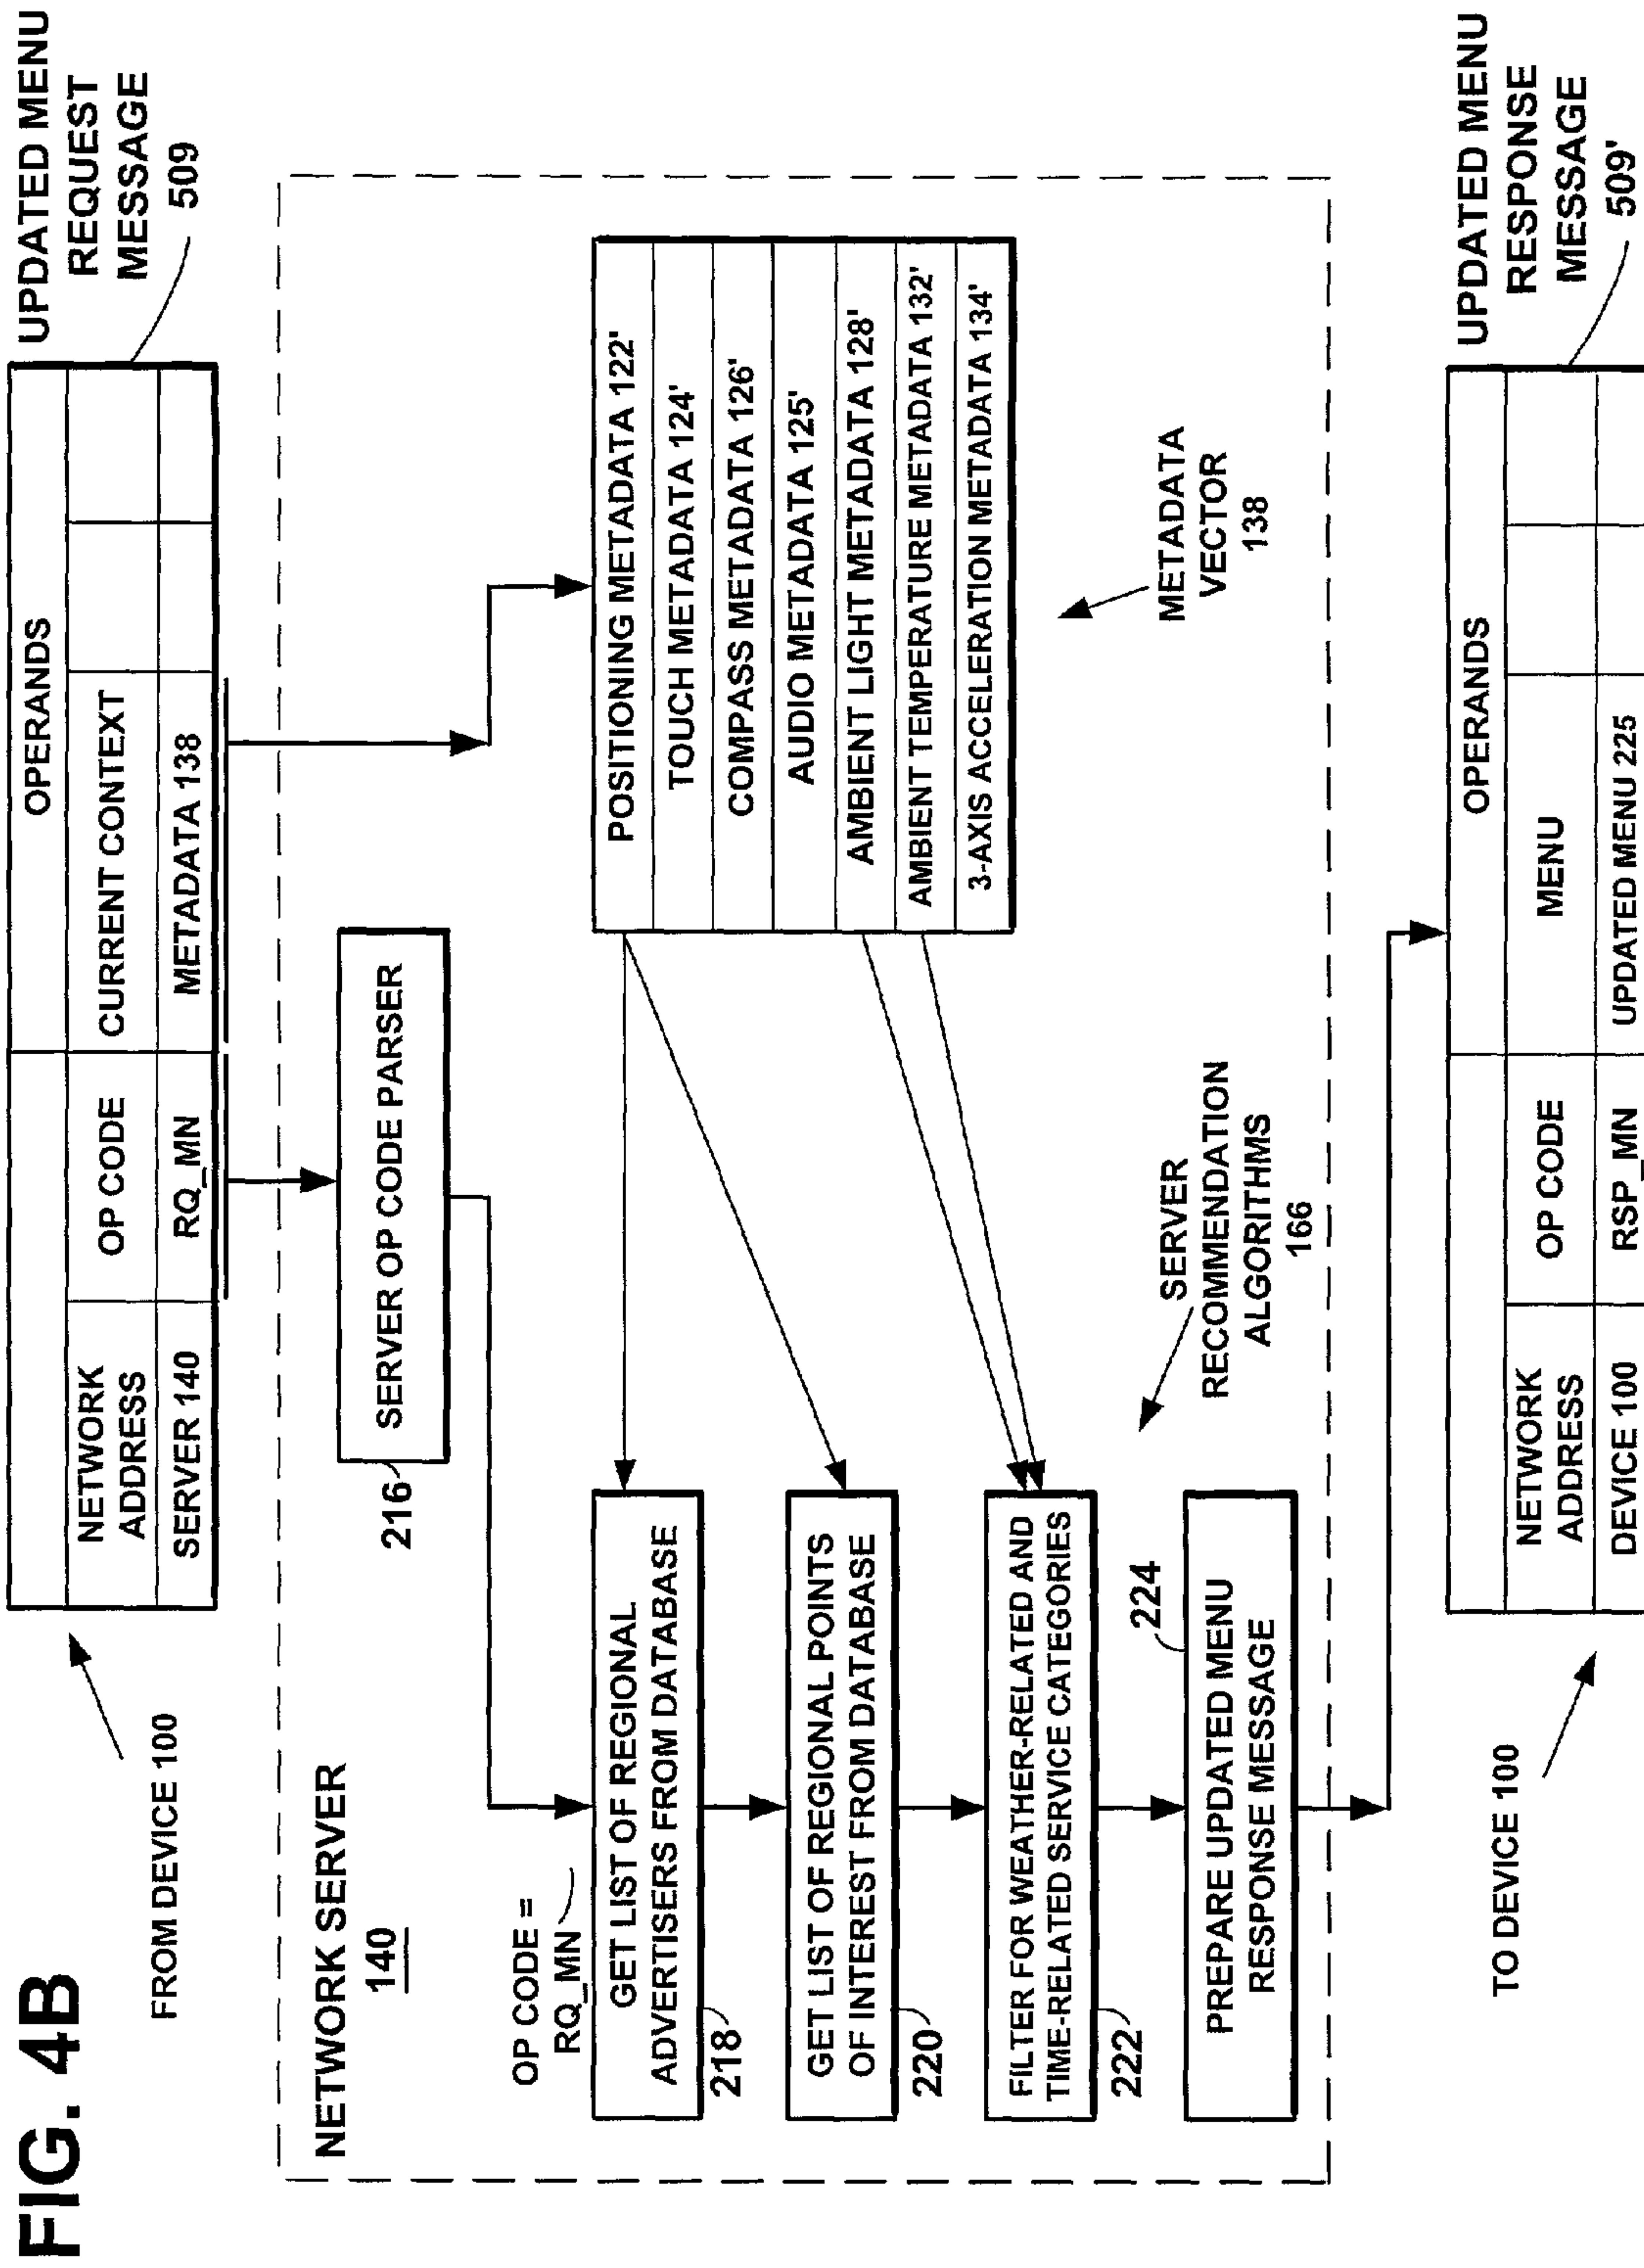 FIG. 4B
FROM DEVICE 100
UPDATED MENU
REQUEST
MESSAGE
509
OPERANDS
NETWORK
ADDRESS
OP CODE
CURRENT CONTEXT
SERVER 140
RQ_MN
METADATA 138
NETWORK SERVER
140
SERVER OP CODE PARSER
216
OP CODE =
RQ_MN
GET LIST OF REGIONAL
ADVERTISERS FROM DATABASE
218
GET LIST OF REGIONAL POINTS
OF INTEREST FROM DATABASE
220
FILTER FOR WEATHER-RELATED AND
TIME-RELATED SERVICE CATEGORIES
222
224
PREPARE UPDATED MENU
RESPONSE MESSAGE
SERVER
RECOMMENDATION
ALGORITHMS
166
POSITIONING METADATA 122'
TOUCH METADATA 124'
COMPASS METADATA 126'
AUDIO METADATA 125'
AMBIENT LIGHT METADATA 128'
AMBIENT TEMPERATURE METADATA 132'
3-AXIS ACCELERATION METADATA 134'
METADATA
VECTOR
138
TO DEVICE 100
UPDATED MENU
RESPONSE
MESSAGE
509'
OPERANDS
NETWORK
ADDRESS
OP CODE
MENU
DEVICE 100
RSP_MN
UPDATED MENU 225